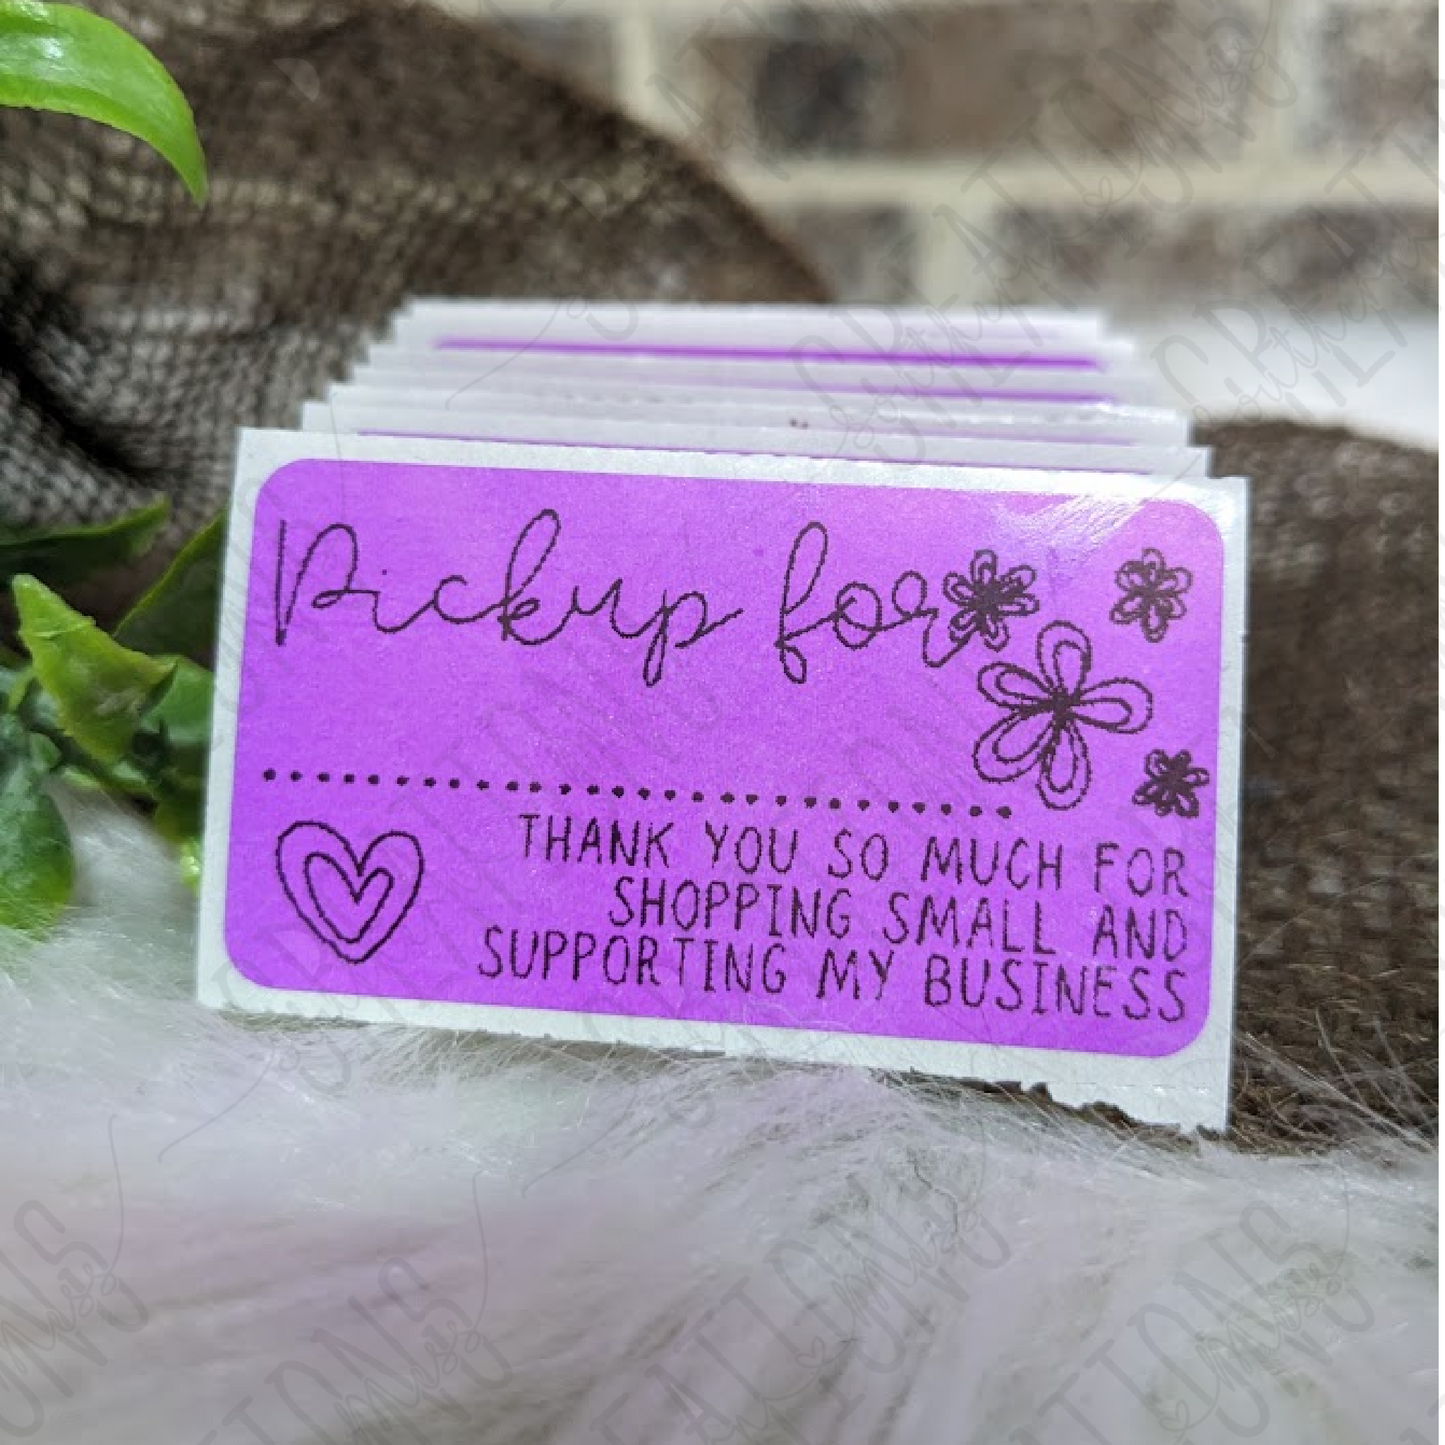 Pickup for
THANK YOU SO MUCH FOR
SHOPPING SMALL AND
SUPPORTING MY BUSINESS